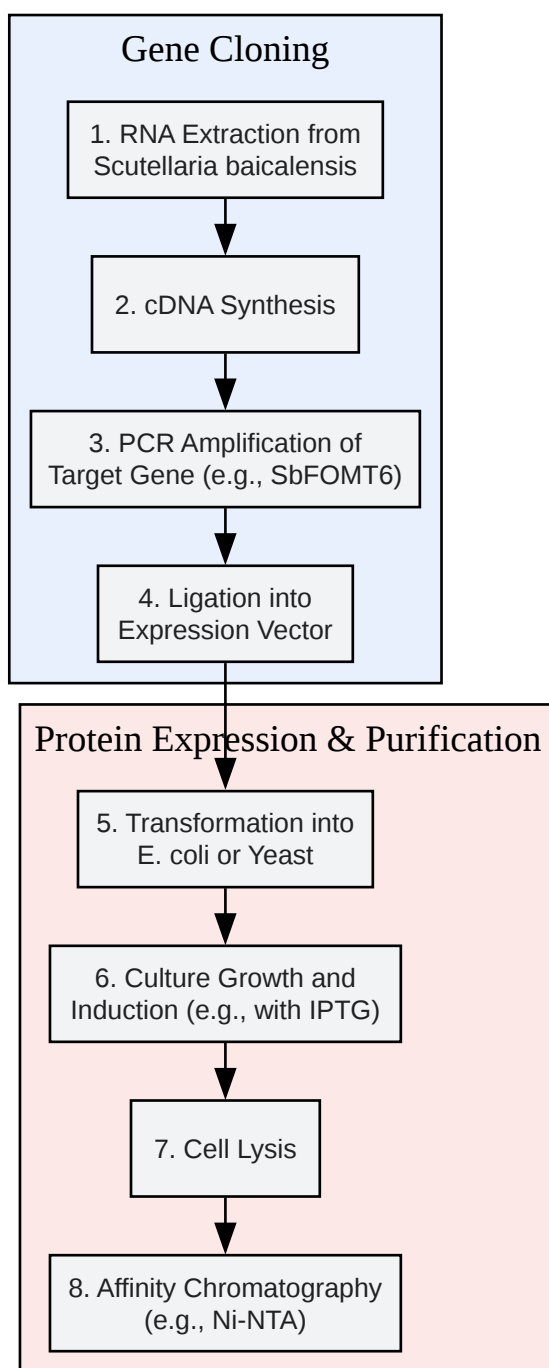 Gene Cloning
1. RNA Extraction from
Scutellaria baicalensis
2. cDNA Synthesis
3. PCR Amplification of
Target Gene (e.g., SbFOMT6)
4. Ligation into
Expression Vector
Protein Expression & Purification
5. Transformation into
E. coli or Yeast
6. Culture Growth and
Induction (e.g., with IPTG)
7. Cell Lysis
8. Affinity Chromatography
(e.g., Ni-NTA)